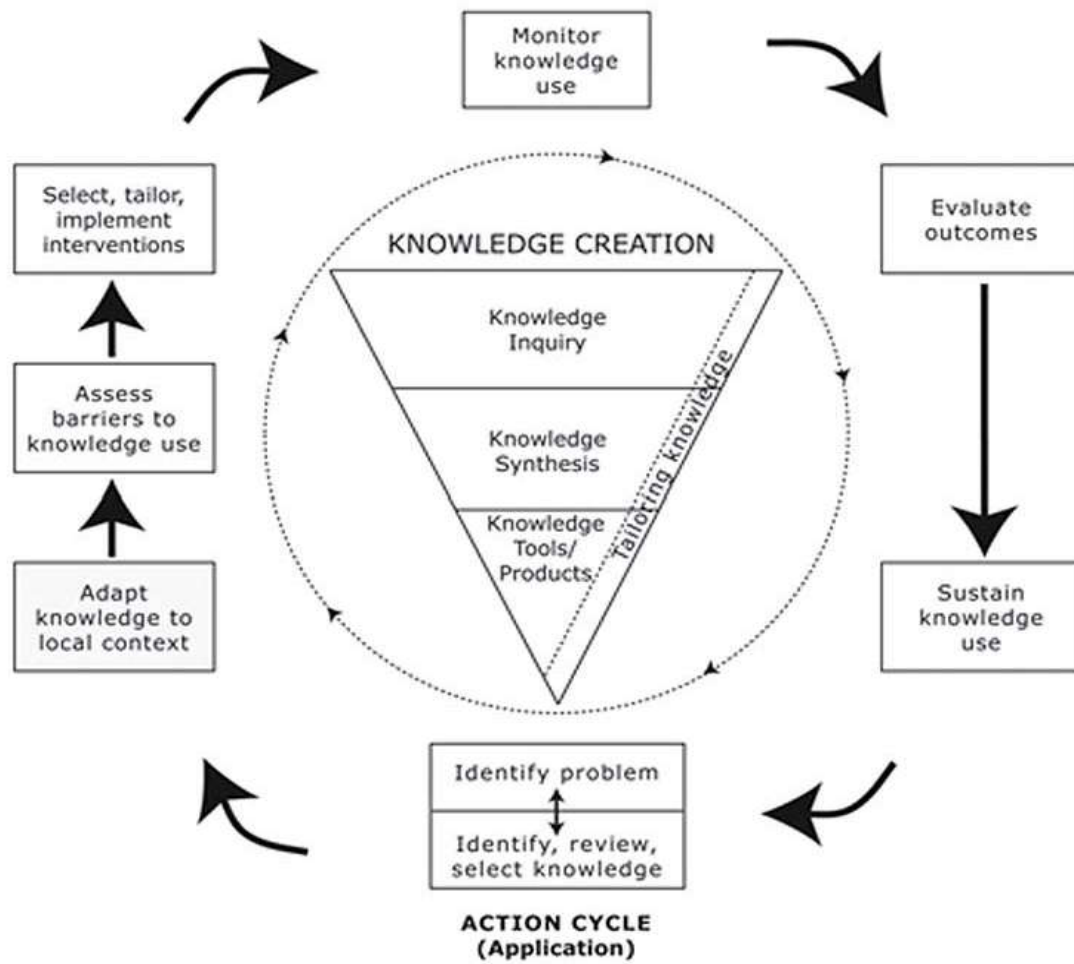 Monitor
knowledge
use
Select, tailor,
implement
interventions
Evaluate
outcomes
KNOWLEDGE CREATION
Knowledge
Inquiry
Knowledge
Synthesis
Knowledge
Tools/
Products
Tailoring knowledge
Assess
barriers to
knowledge use
Adapt
knowledge to
local context
Sustain
knowledge
use
Identify problem
Identify, review,
select knowledge
ACTION CYCLE
(Application)